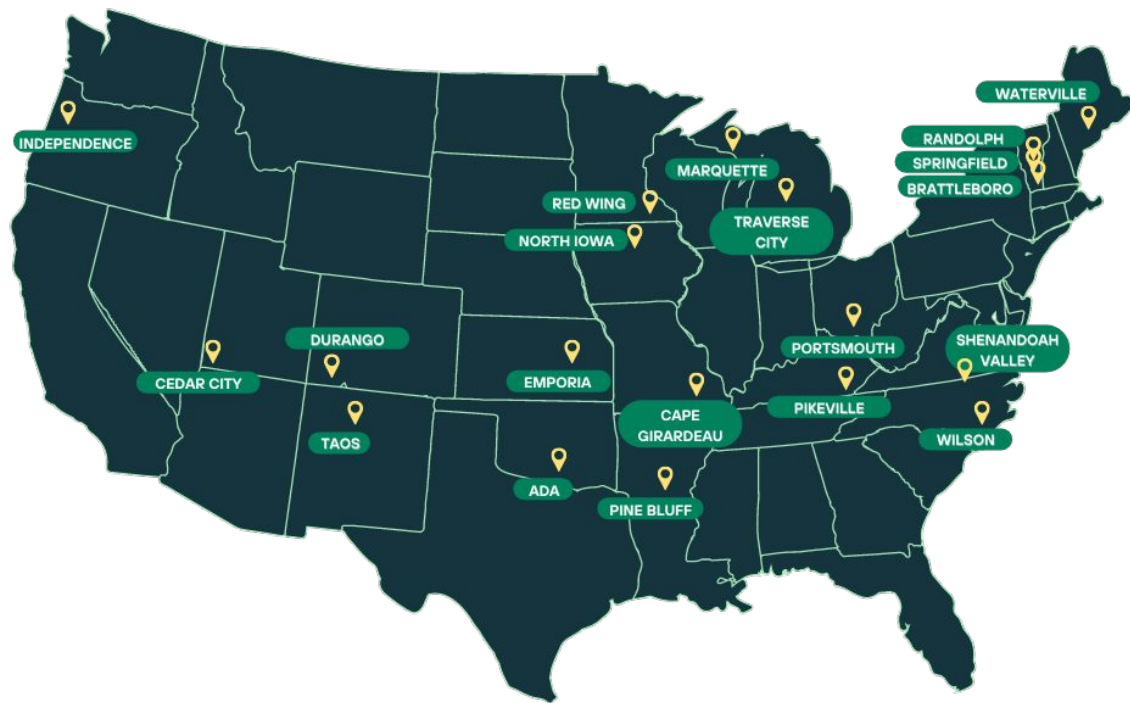 WATERVILLE
INDEPENDENCE
RANDOLPH
SPRINGFIELD
BRATTLEBORO
MARQUETTE
RED WING
TRAVERSE
CITY
NORTH IOWA
DURANGO
PORTSMOUTH
SHENANDOAH
VALLEY
CEDAR CITY
EMPORIA
PIKEVILLE
CAPE
GIRARDEAU
TAOS
WILSON
ADA
PINE BLUFF